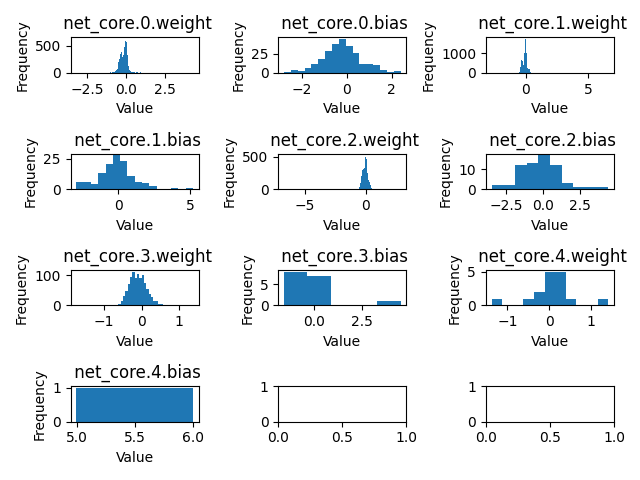 net_core.0.weight
net_core.0.bias
net_core.1.weight
Frequency
500
0
−2.5
0.0
2.5
Value
Frequency
25
0
−2
0
2
Value
Frequency
1000
0
0
5
Value
net_core.1.bias
net_core.2.weight
net_core.2.bias
Frequency
25
0
0
5
Value
Frequency
500
0
−5
0
Value
Frequency
10
0
−2.5
0.0
2.5
Value
net_core.3.weight
net_core.3.bias
net_core.4.weight
Frequency
100
0
−1
0
1
Value
Frequency
5
0
0.0
2.5
Value
Frequency
5
0
−1
0
1
Value
net_core.4.bias
Frequency
1
0
5.0
5.5
6.0
Value
1
0
0.0
0.5
1.0
1
0
0.0
0.5
1.0